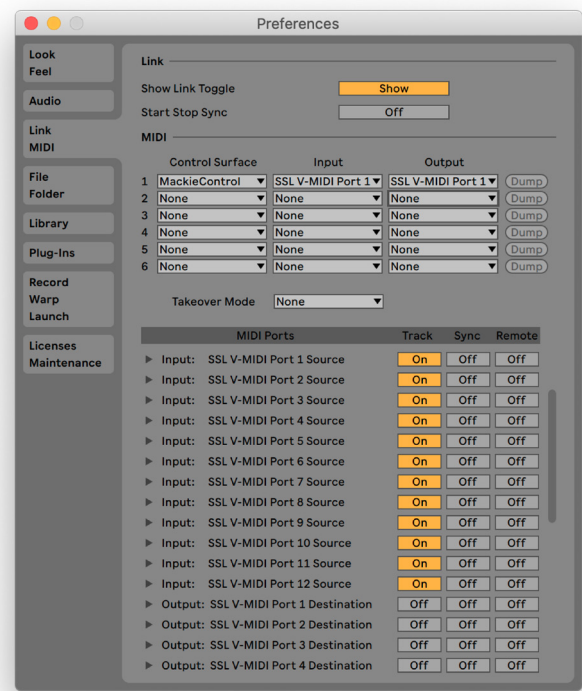 Preferences
Look
Feel
Audio
Link
MIDI
File
Folder
Library
Plug-Ins
Record
Warp
Launch
Licenses
Maintenance
Link
Show Link Toggle Show
Start Stop Sync Off
MIDI
Control Surface Input Output
1 MackieControl SSL V-MIDI Port 1 SSL V-MIDI Port 1 Dump
2 None None None Dump
3 None None None Dump
4 None None None Dump
5 None None None Dump
6 None None None Dump
Takeover Mode None
MIDI Ports Track Sync Remote
Input: SSL V-MIDI Port 1 Source On Off Off
Input: SSL V-MIDI Port 2 Source On Off Off
Input: SSL V-MIDI Port 3 Source On Off Off
Input: SSL V-MIDI Port 4 Source On Off Off
Input: SSL V-MIDI Port 5 Source On Off Off
Input: SSL V-MIDI Port 6 Source On Off Off
Input: SSL V-MIDI Port 7 Source On Off Off
Input: SSL V-MIDI Port 8 Source On Off Off
Input: SSL V-MIDI Port 9 Source On Off Off
Input: SSL V-MIDI Port 10 Source On Off Off
Input: SSL V-MIDI Port 11 Source On Off Off
Input: SSL V-MIDI Port 12 Source On Off Off
Output: SSL V-MIDI Port 1 Destination Off Off Off
Output: SSL V-MIDI Port 2 Destination Off Off Off
Output: SSL V-MIDI Port 3 Destination Off Off Off
Output: SSL V-MIDI Port 4 Destination Off Off Off